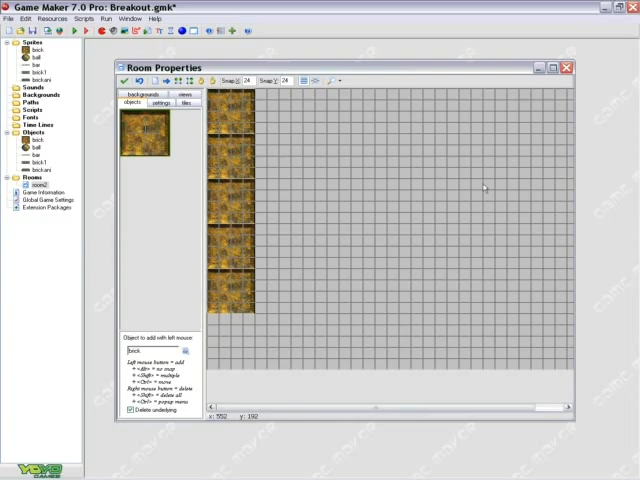 Game Maker 7.0 Pro: Breakout.gmk*
File Edit Resources Scripts Run Window Help
Sprites
brick
ball
bar
brick1
brickani
Sounds
Backgrounds
Paths
Scripts
Fonts
Time Lines
Objects
brick
ball
bar
brick1
brickani
Rooms
room2
Game Information
Global Game Settings
Extension Packages
Room Properties
Snap X: 24 Snap Y: 24
backgrounds views
objects settings tiles
Object to add with left mouse:
brick
Left mouse button = add
+ <Alt> = no snap
+ <Shift> = multiple
+ <Ctrl> = move
Right mouse button = delete
+ <Shift> = delete all
+ <Ctrl> = popup menu
Delete underlying
x: 552 y: 192
YOYO
GAMES